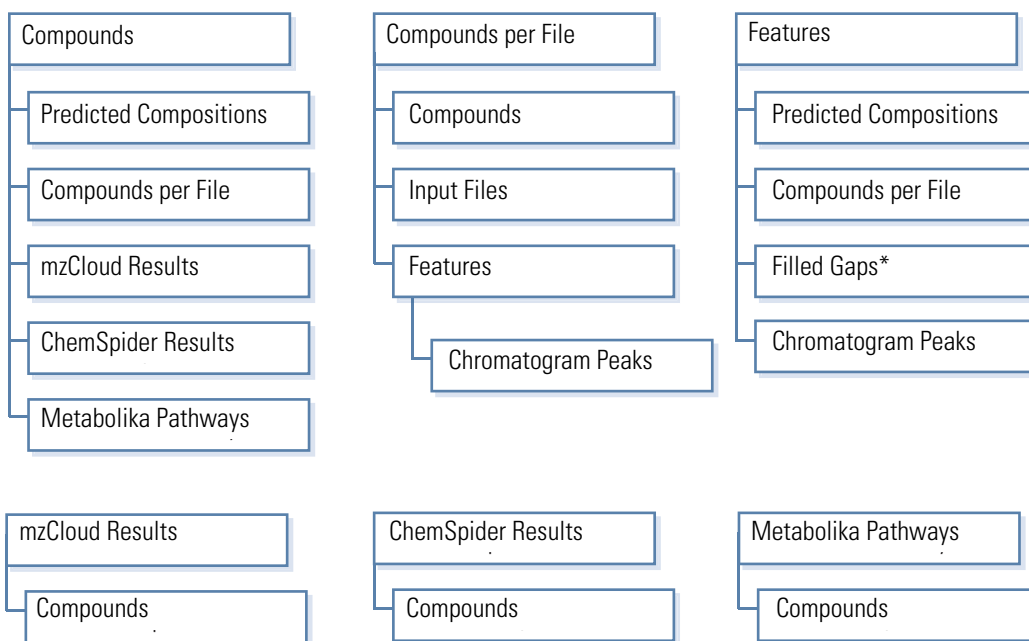 Compounds
Predicted Compositions
Compounds per File
mzCloud Results
ChemSpider Results
Metabolika Pathways
Compounds per File
Compounds
Input Files
Features
Chromatogram Peaks
Features
Predicted Compositions
Compounds per File
Filled Gaps*
Chromatogram Peaks
mzCloud Results
Compounds
ChemSpider Results
Compounds
Metabolika Pathways
Compounds